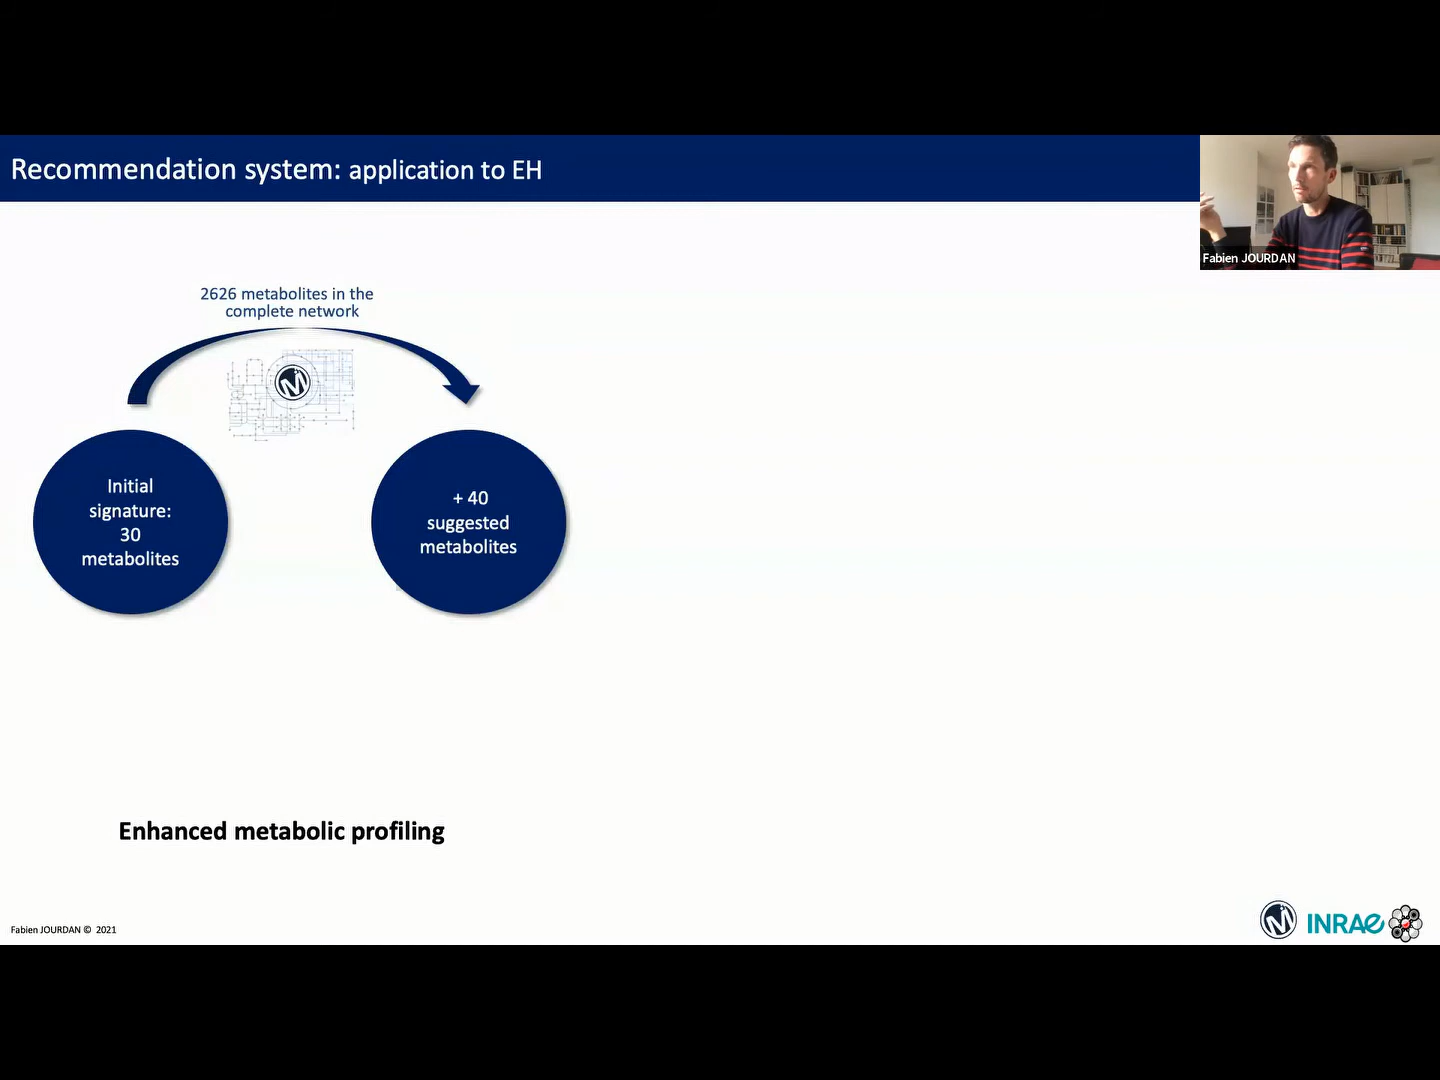 Recommendation system: application to EH
Fabien JOURDAN
2626 metabolites in the
complete network
Initial
signature:
30
metabolites
+ 40
suggested
metabolites
Enhanced metabolic profiling
Fabien JOURDAN © 2021
INRAE